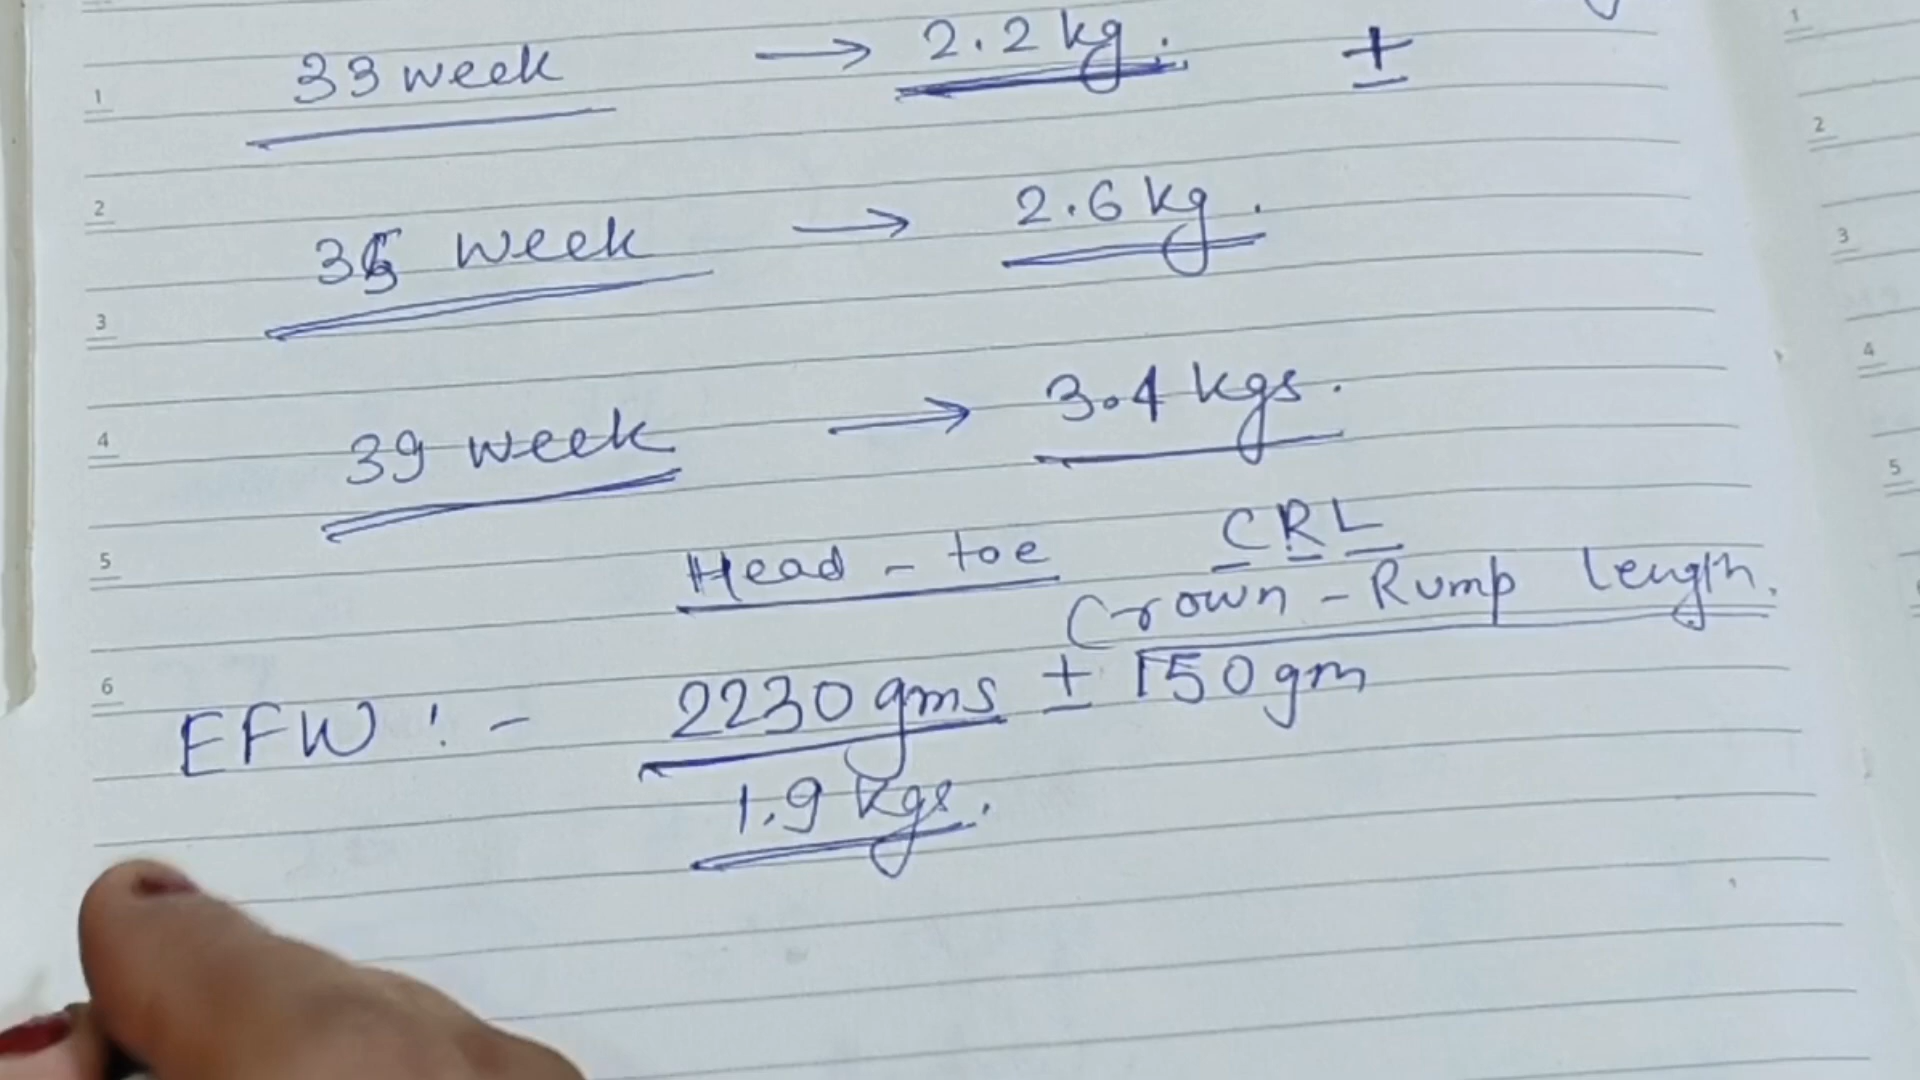 33 week → 2.2 kg. ±
35 week → 2.6 kg.
39 week → 3.4 kgs.
Head - toe CRL
Crown - Rump length.
EFW :- 2230 gms ± 150 gm
1.9 kgs.